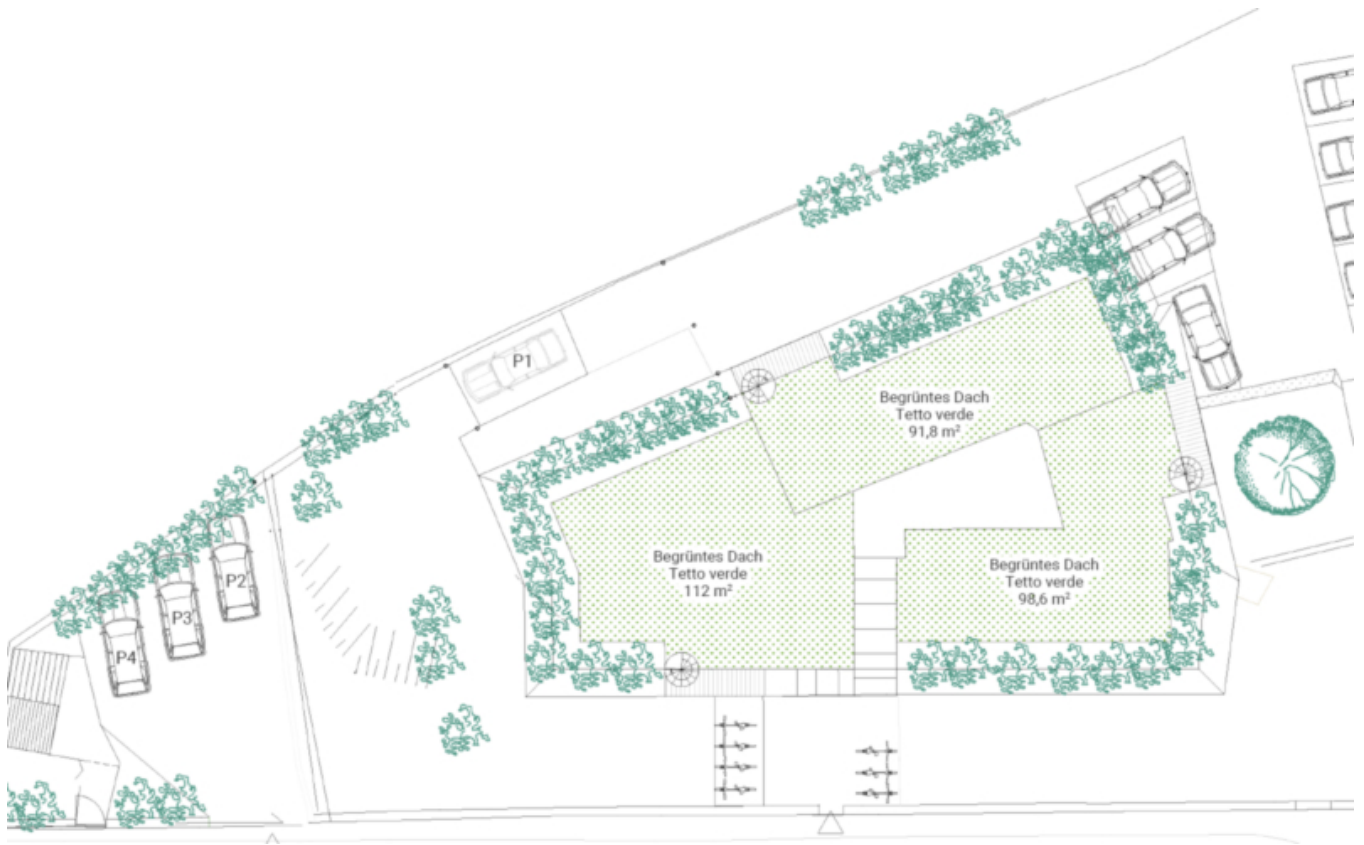 P1
Begrüntes Dach
Tetto verde
91,8 m²
Begrüntes Dach
Tetto verde
112 m²
Begrüntes Dach
Tetto verde
98,6 m²
P2
P3
P4